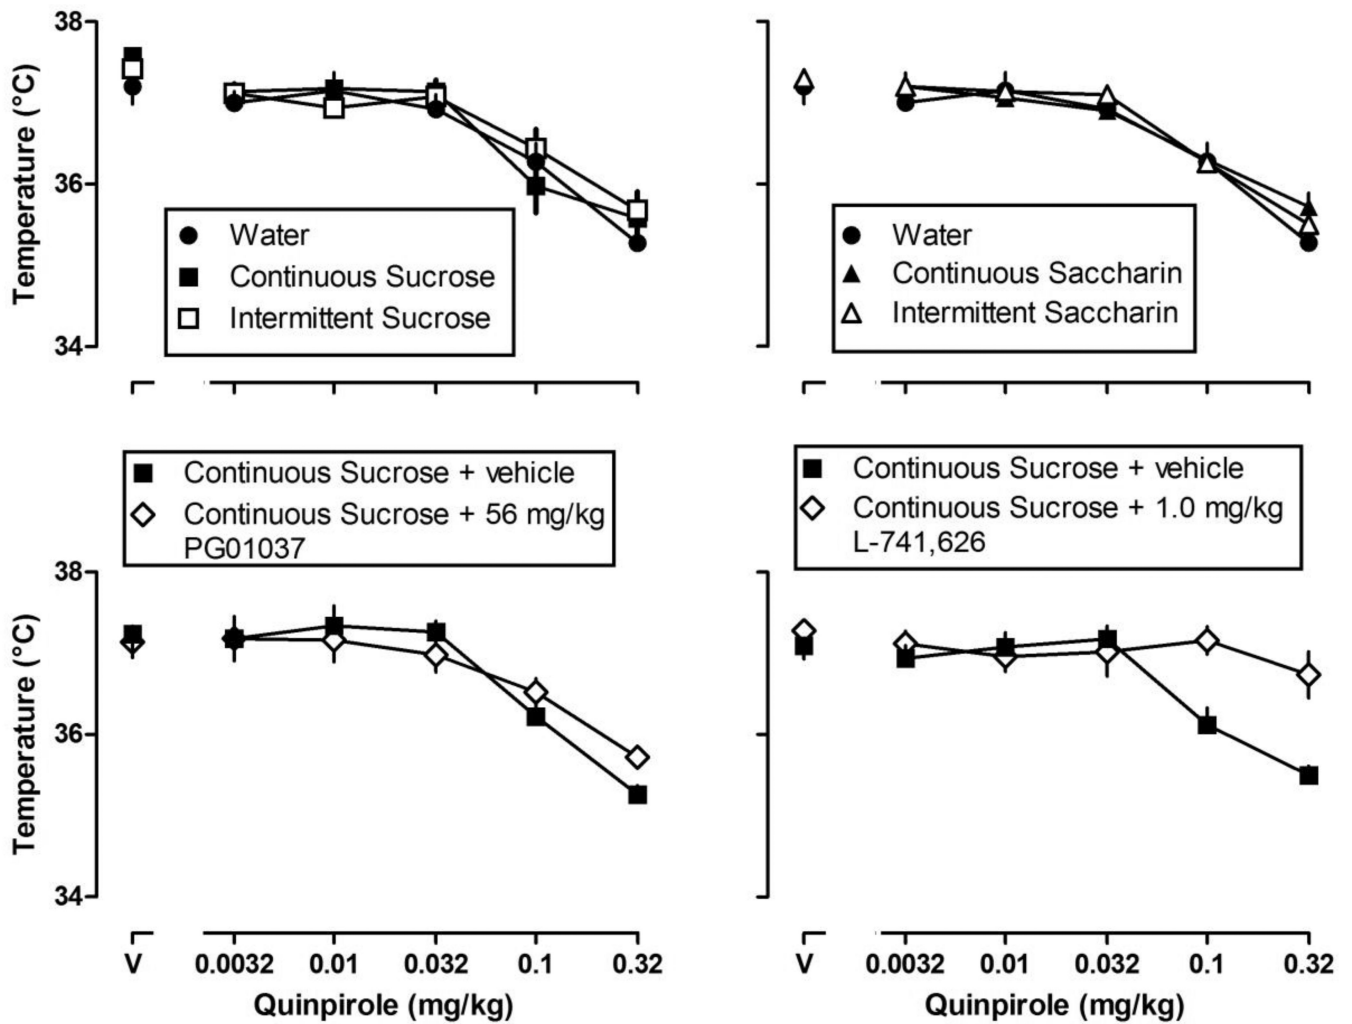 38
36
34
Temperature (°C)
Water
Continuous Sucrose
Intermittent Sucrose
Water
Continuous Saccharin
Intermittent Saccharin
Continuous Sucrose + vehicle
Continuous Sucrose + 56 mg/kg
PG01037
Continuous Sucrose + vehicle
Continuous Sucrose + 1.0 mg/kg
L-741,626
38
36
34
Temperature (°C)
V 0.0032 0.01 0.032 0.1 0.32
Quinpirole (mg/kg)
V 0.0032 0.01 0.032 0.1 0.32
Quinpirole (mg/kg)